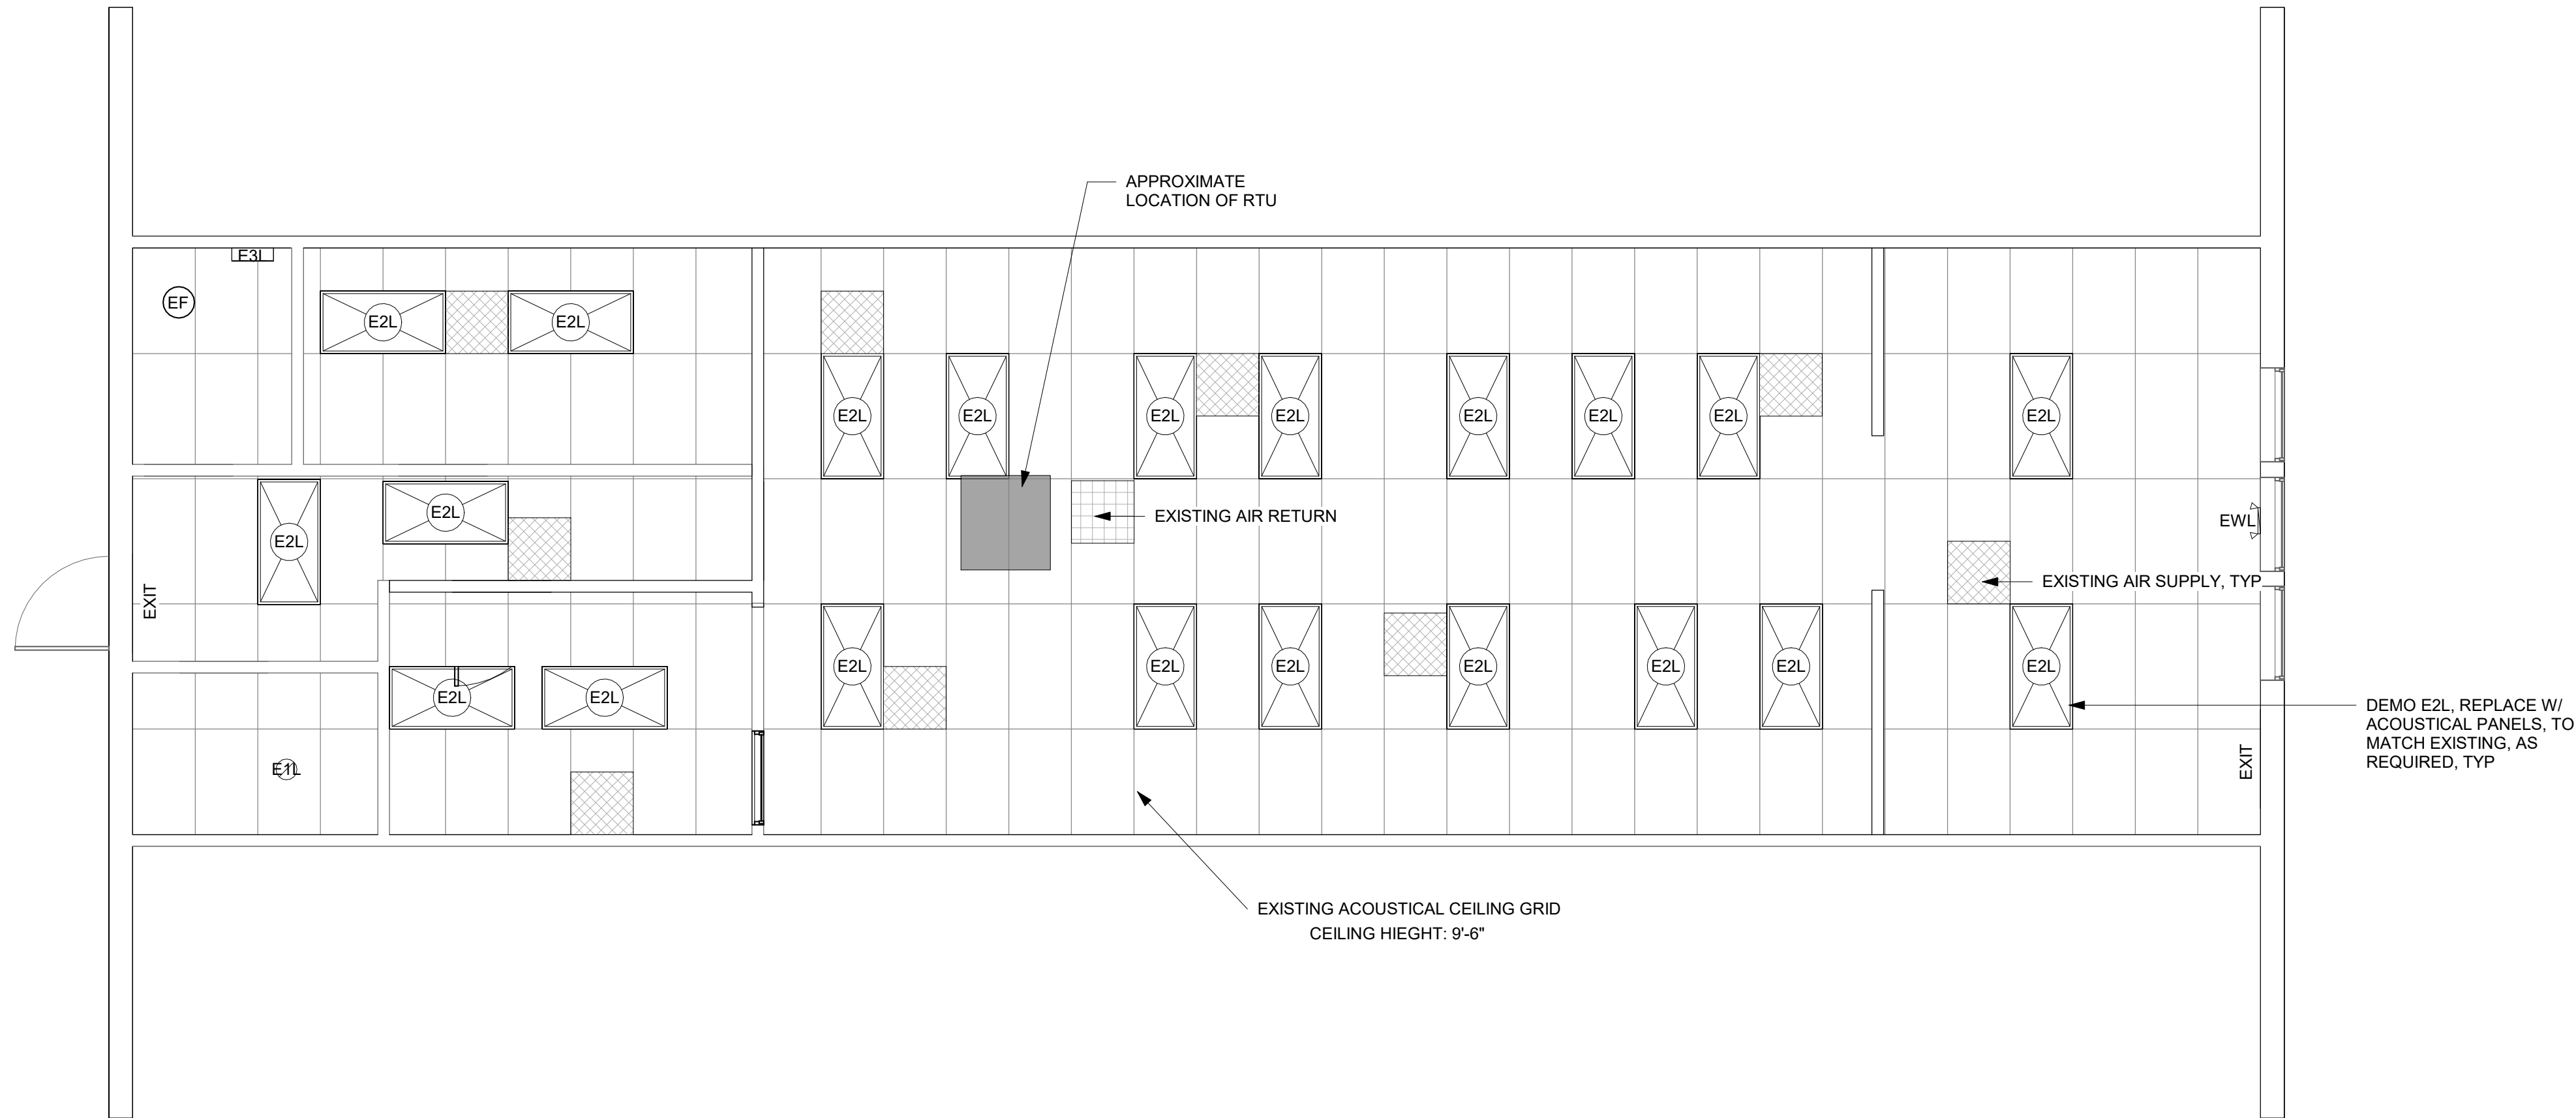 APPROXIMATE
LOCATION OF RTU
E3L
EF
E2L
E2L
E2L
E2L
E2L
E2L
E2L
E2L
E2L
E2L
E2L
E2L
EXISTING AIR RETURN
EWL
EXISTING AIR SUPPLY, TYP
EXIT
E2L
E2L
E2L
E2L
E2L
E2L
E2L
E2L
E2L
DEMO E2L, REPLACE W/
ACOUSTICAL PANELS, TO
MATCH EXISTING, AS
REQUIRED, TYP
E1L
EXIT
EXISTING ACOUSTICAL CEILING GRID
CEILING HIEGHT: 9'-6"